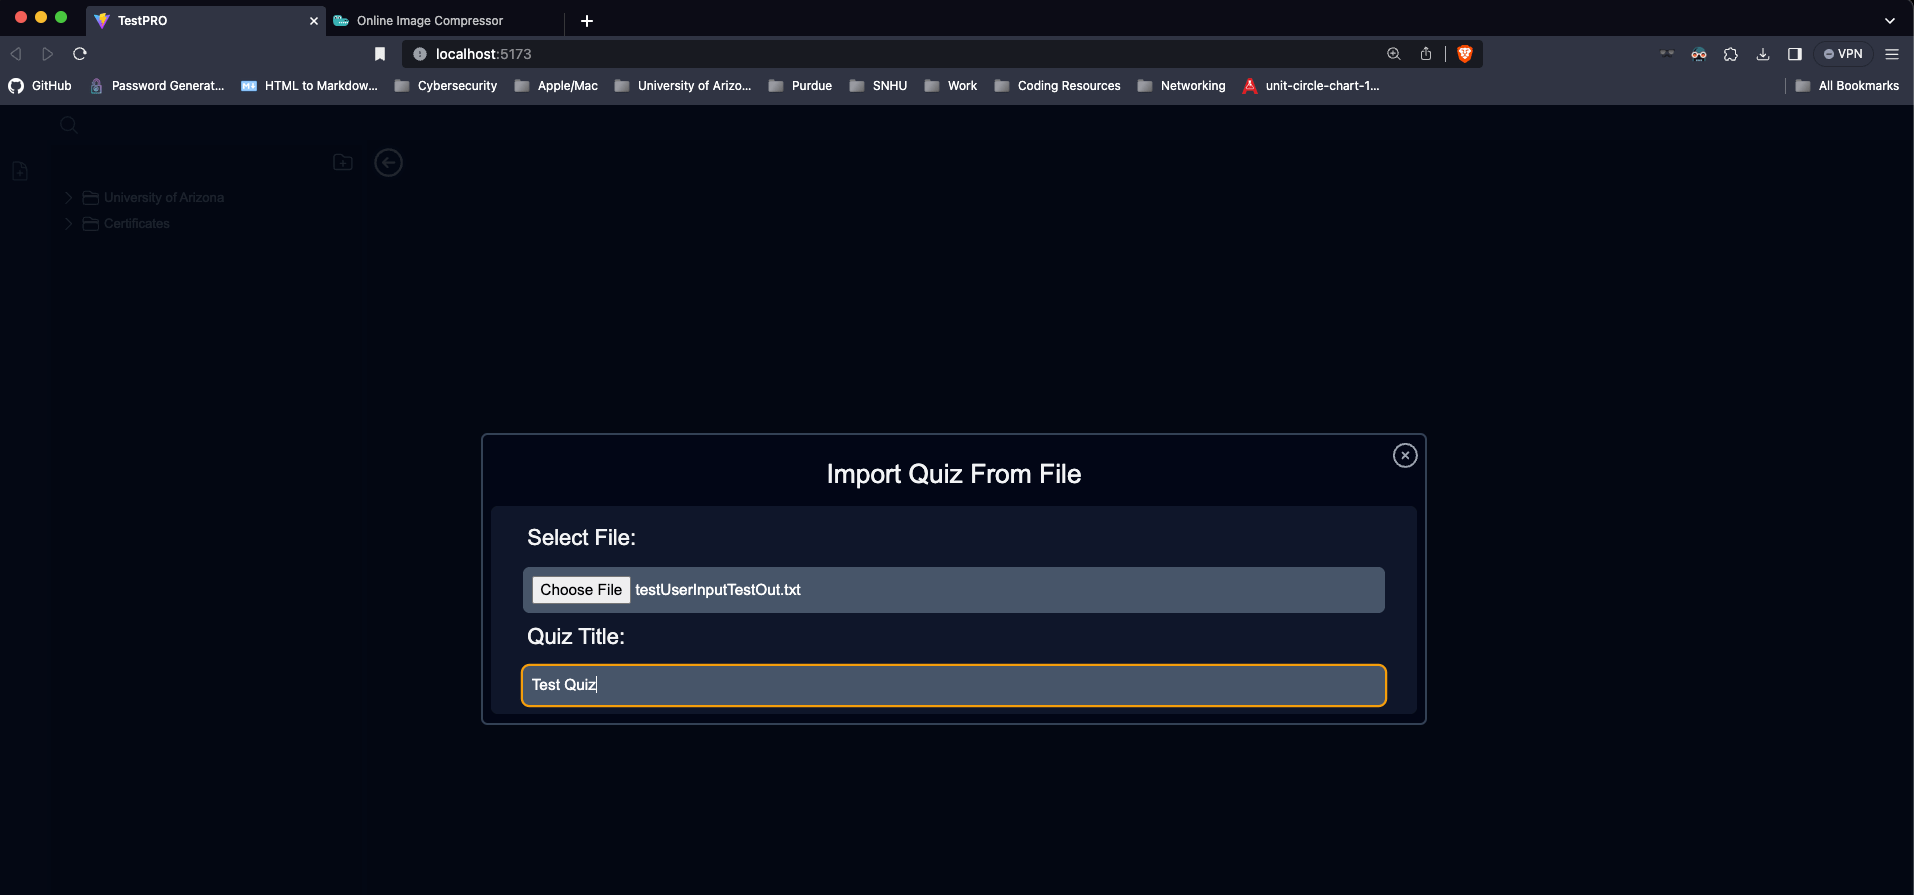 TestPRO
Online Image Compressor
localhost:5173
VPN
GitHub
Password Generat...
HTML to Markdow...
Cybersecurity
Apple/Mac
University of Arizo...
Purdue
SNHU
Work
Coding Resources
Networking
unit-circle-chart-1...
All Bookmarks
University of Arizona
Certificates
Import Quiz From File
Select File:
Choose File testUserInputTestOut.txt
Quiz Title:
Test Quiz